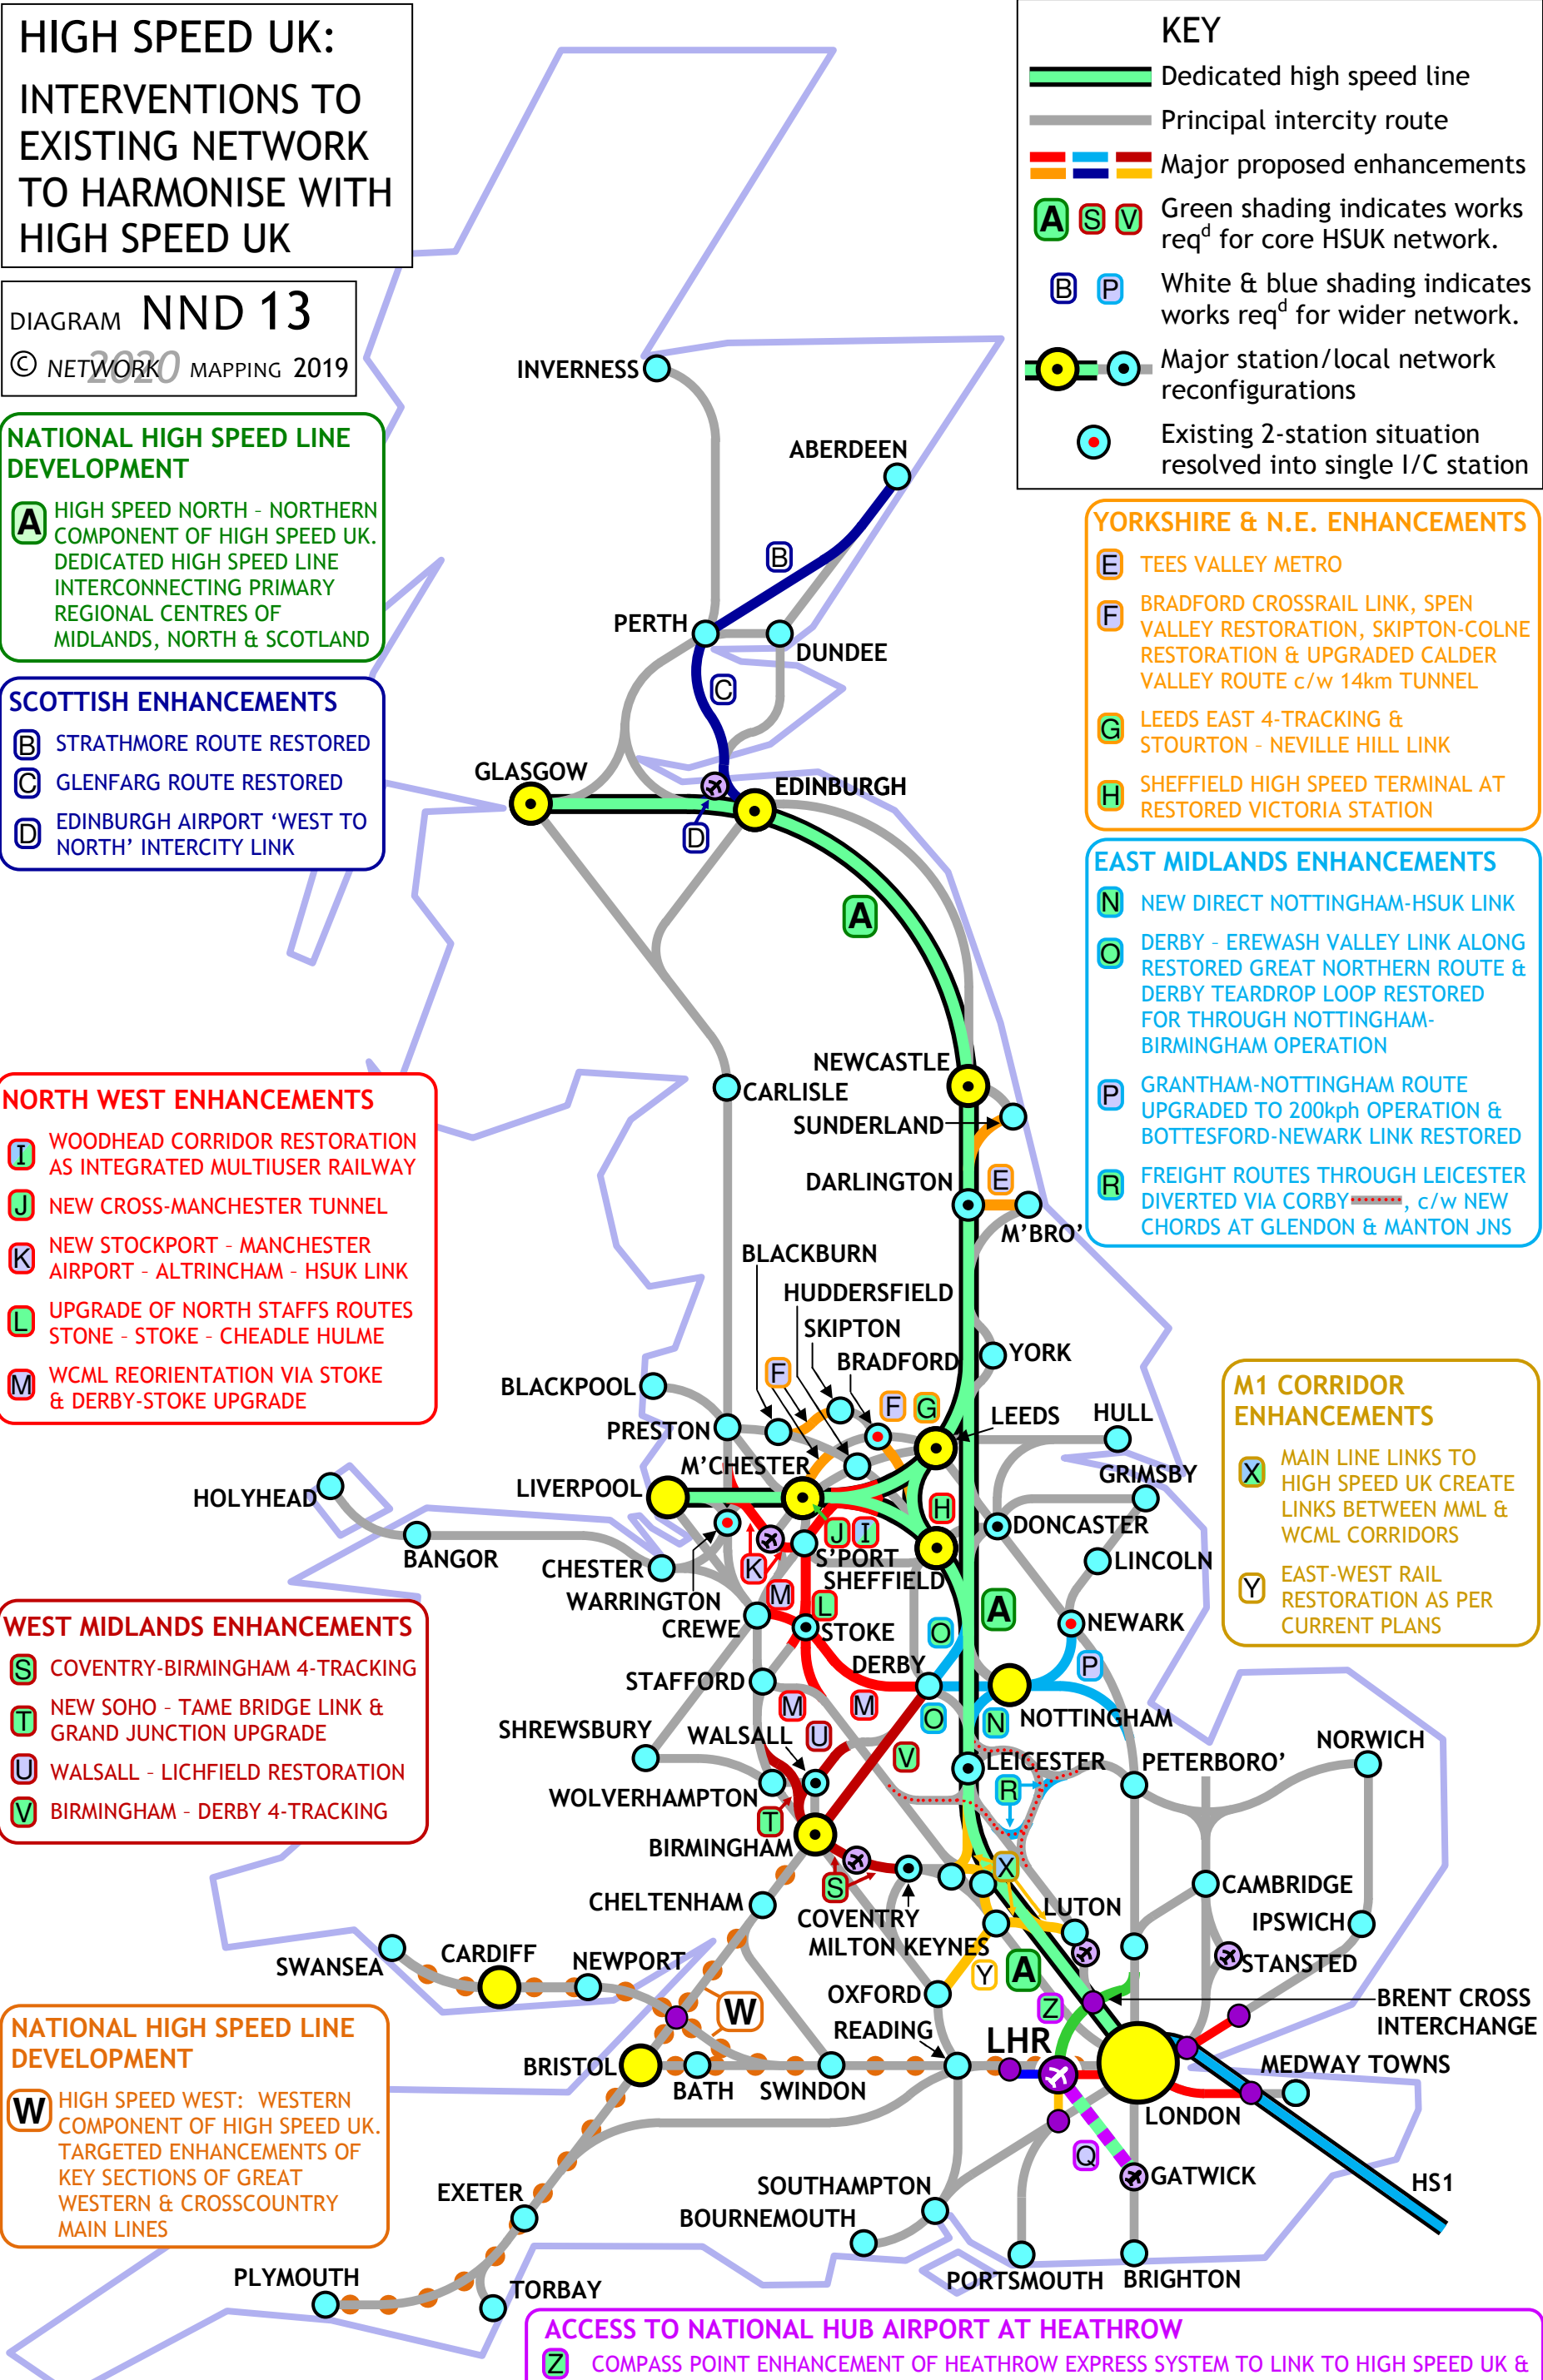 HIGH SPEED UK:
INTERVENTIONS TO
EXISTING NETWORK
TO HARMONISE WITH
HIGH SPEED UK
DIAGRAM NND 13
© NETWORK 2020 MAPPING 2019
KEY
Dedicated high speed line
Principal intercity route
Major proposed enhancements
A S V Green shading indicates works
reqd for core HSUK network.
B P White & blue shading indicates
works reqd for wider network.
Major station/local network
reconfigurations
Existing 2-station situation
resolved into single I/C station
NATIONAL HIGH SPEED LINE
DEVELOPMENT
A HIGH SPEED NORTH – NORTHERN
COMPONENT OF HIGH SPEED UK.
DEDICATED HIGH SPEED LINE
INTERCONNECTING PRIMARY
REGIONAL CENTRES OF
MIDLANDS, NORTH & SCOTLAND
SCOTTISH ENHANCEMENTS
B STRATHMORE ROUTE RESTORED
C GLENFARG ROUTE RESTORED
D EDINBURGH AIRPORT ‘WEST TO
NORTH’ INTERCITY LINK
YORKSHIRE & N.E. ENHANCEMENTS
E TEES VALLEY METRO
F BRADFORD CROSSRAIL LINK, SPEN
VALLEY RESTORATION, SKIPTON-COLNE
RESTORATION & UPGRADED CALDER
VALLEY ROUTE c/w 14km TUNNEL
G LEEDS EAST 4-TRACKING &
STOURTON – NEVILLE HILL LINK
H SHEFFIELD HIGH SPEED TERMINAL AT
RESTORED VICTORIA STATION
EAST MIDLANDS ENHANCEMENTS
N NEW DIRECT NOTTINGHAM-HSUK LINK
O DERBY – EREWASH VALLEY LINK ALONG
RESTORED GREAT NORTHERN ROUTE &
DERBY TEARDROP LOOP RESTORED
FOR THROUGH NOTTINGHAM-
BIRMINGHAM OPERATION
P GRANTHAM-NOTTINGHAM ROUTE
UPGRADED TO 200kph OPERATION &
BOTTESFORD-NEWARK LINK RESTORED
R FREIGHT ROUTES THROUGH LEICESTER
DIVERTED VIA CORBY , c/w NEW
CHORDS AT GLENDON & MANTON JNS
NORTH WEST ENHANCEMENTS
I WOODHEAD CORRIDOR RESTORATION
AS INTEGRATED MULTIUSER RAILWAY
J NEW CROSS-MANCHESTER TUNNEL
K NEW STOCKPORT – MANCHESTER
AIRPORT – ALTRINCHAM – HSUK LINK
L UPGRADE OF NORTH STAFFS ROUTES
STONE – STOKE – CHEADLE HULME
M WCML REORIENTATION VIA STOKE
& DERBY-STOKE UPGRADE
M1 CORRIDOR
ENHANCEMENTS
X MAIN LINE LINKS TO
HIGH SPEED UK CREATE
LINKS BETWEEN MML &
WCML CORRIDORS
Y EAST-WEST RAIL
RESTORATION AS PER
CURRENT PLANS
WEST MIDLANDS ENHANCEMENTS
S COVENTRY-BIRMINGHAM 4-TRACKING
T NEW SOHO – TAME BRIDGE LINK &
GRAND JUNCTION UPGRADE
U WALSALL – LICHFIELD RESTORATION
V BIRMINGHAM – DERBY 4-TRACKING
NATIONAL HIGH SPEED LINE
DEVELOPMENT
W HIGH SPEED WEST: WESTERN
COMPONENT OF HIGH SPEED UK.
TARGETED ENHANCEMENTS OF
KEY SECTIONS OF GREAT
WESTERN & CROSSCOUNTRY
MAIN LINES
INVERNESS
ABERDEEN
B
PERTH
DUNDEE
C
GLASGOW
EDINBURGH
D
A
NEWCASTLE
CARLISLE
SUNDERLAND
DARLINGTON
E
M'BRO'
BLACKBURN
HUDDERSFIELD
SKIPTON
BRADFORD
YORK
BLACKPOOL
F
F
G
LEEDS
HULL
PRESTON
M'CHESTER
GRIMSBY
LIVERPOOL
HOLYHEAD
H
J
I
DONCASTER
BANGOR
S'PORT
LINCOLN
CHESTER
K
SHEFFIELD
WARRINGTON
M
L
A
CREWE
STOKE
O
NEWARK
DERBY
P
STAFFORD
M
M
O
N
NOTTINGHAM
SHREWSBURY
WALSALL
U
V
LEICESTER
PETERBORO'
NORWICH
WOLVERHAMPTON
R
T
BIRMINGHAM
X
S
CAMBRIDGE
CHELTENHAM
COVENTRY
LUTON
IPSWICH
MILTON KEYNES
SWANSEA
CARDIFF
NEWPORT
Y
A
STANSTED
OXFORD
Z
BRENT CROSS
INTERCHANGE
W
READING
LHR
BRISTOL
BATH
SWINDON
MEDWAY TOWNS
LONDON
Q
GATWICK
HS1
SOUTHAMPTON
EXETER
BOURNEMOUTH
PLYMOUTH
TORBAY
PORTSMOUTH
BRIGHTON
ACCESS TO NATIONAL HUB AIRPORT AT HEATHROW
Z COMPASS POINT ENHANCEMENT OF HEATHROW EXPRESS SYSTEM TO LINK TO HIGH SPEED UK &